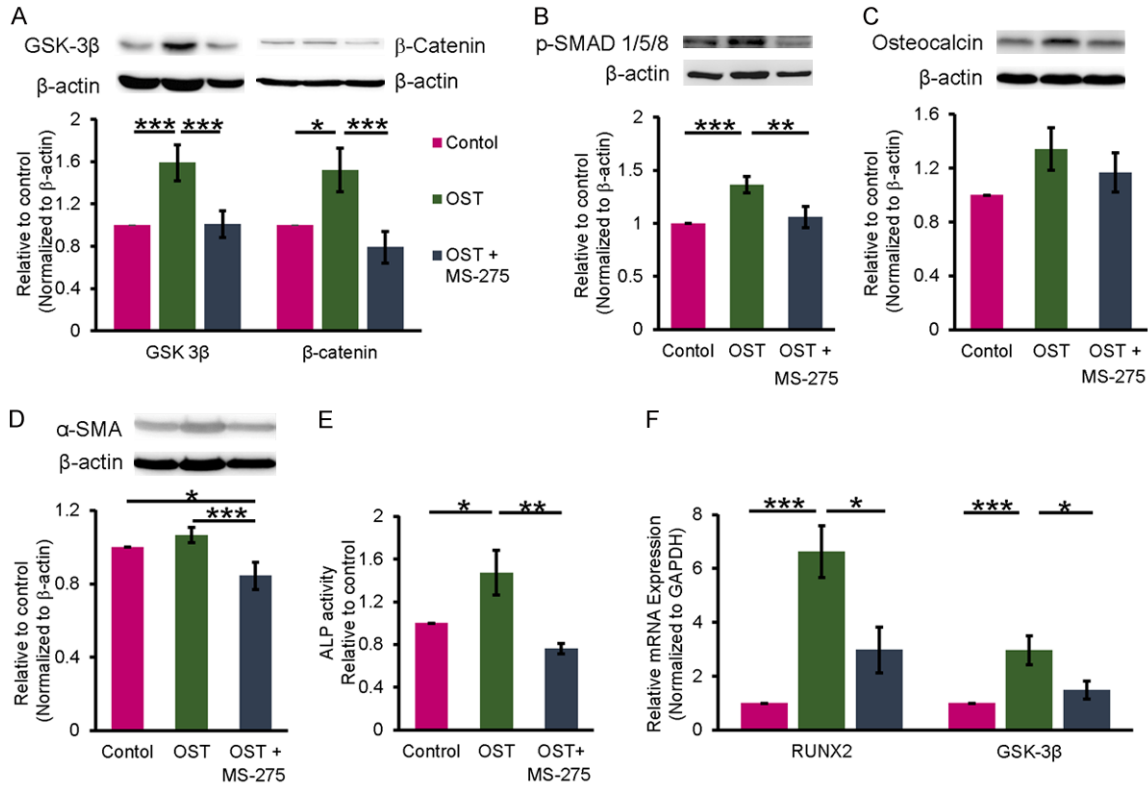 A
GSK-3β
β-Catenin
β-actin
β-actin
*** *** * ***
Relative to control
(Normalized to β-actin)
2
1.6
1.2
0.8
0.4
0
GSK 3β
β-catenin
Contol
OST
OST +
MS-275
B
p-SMAD 1/5/8
β-actin
*** **
Relative to control
(Normalized to β-actin)
2
1.5
1
0.5
0
Contol OST OST +
MS-275
C
Osteocalcin
β-actin
Relative to control
(Normalized to β-actin)
1.6
1.2
0.8
0.4
0
Contol OST OST +
MS-275
D
α-SMA
β-actin
*
***
Relative to control
(Normalized to β-actin)
1.2
0.8
0.4
0
Contol OST OST +
MS-275
E
* **
ALP activity
Relative to control
2
1.6
1.2
0.8
0.4
0
Control OST OST+
MS-275
F
*** * *** *
Relative mRNA Expression
(Normalized to GAPDH)
8
6
4
2
0
RUNX2
GSK-3β